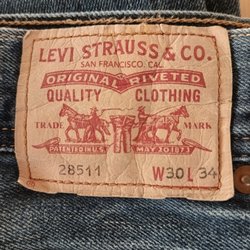 LEVI STRAUSS & CO.
SAN FRANCISCO, CAL.
ORIGINAL RIVETED
QUALITY CLOTHING
TRADE MARK
PATENTED IN U.S. MAY 20 1873
28511 W30 L34